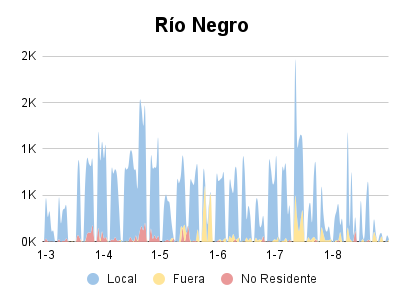 Río Negro
2K
2K
1K
1K
0K
1-3 1-4 1-5 1-6 1-7 1-8
Local Fuera No Residente